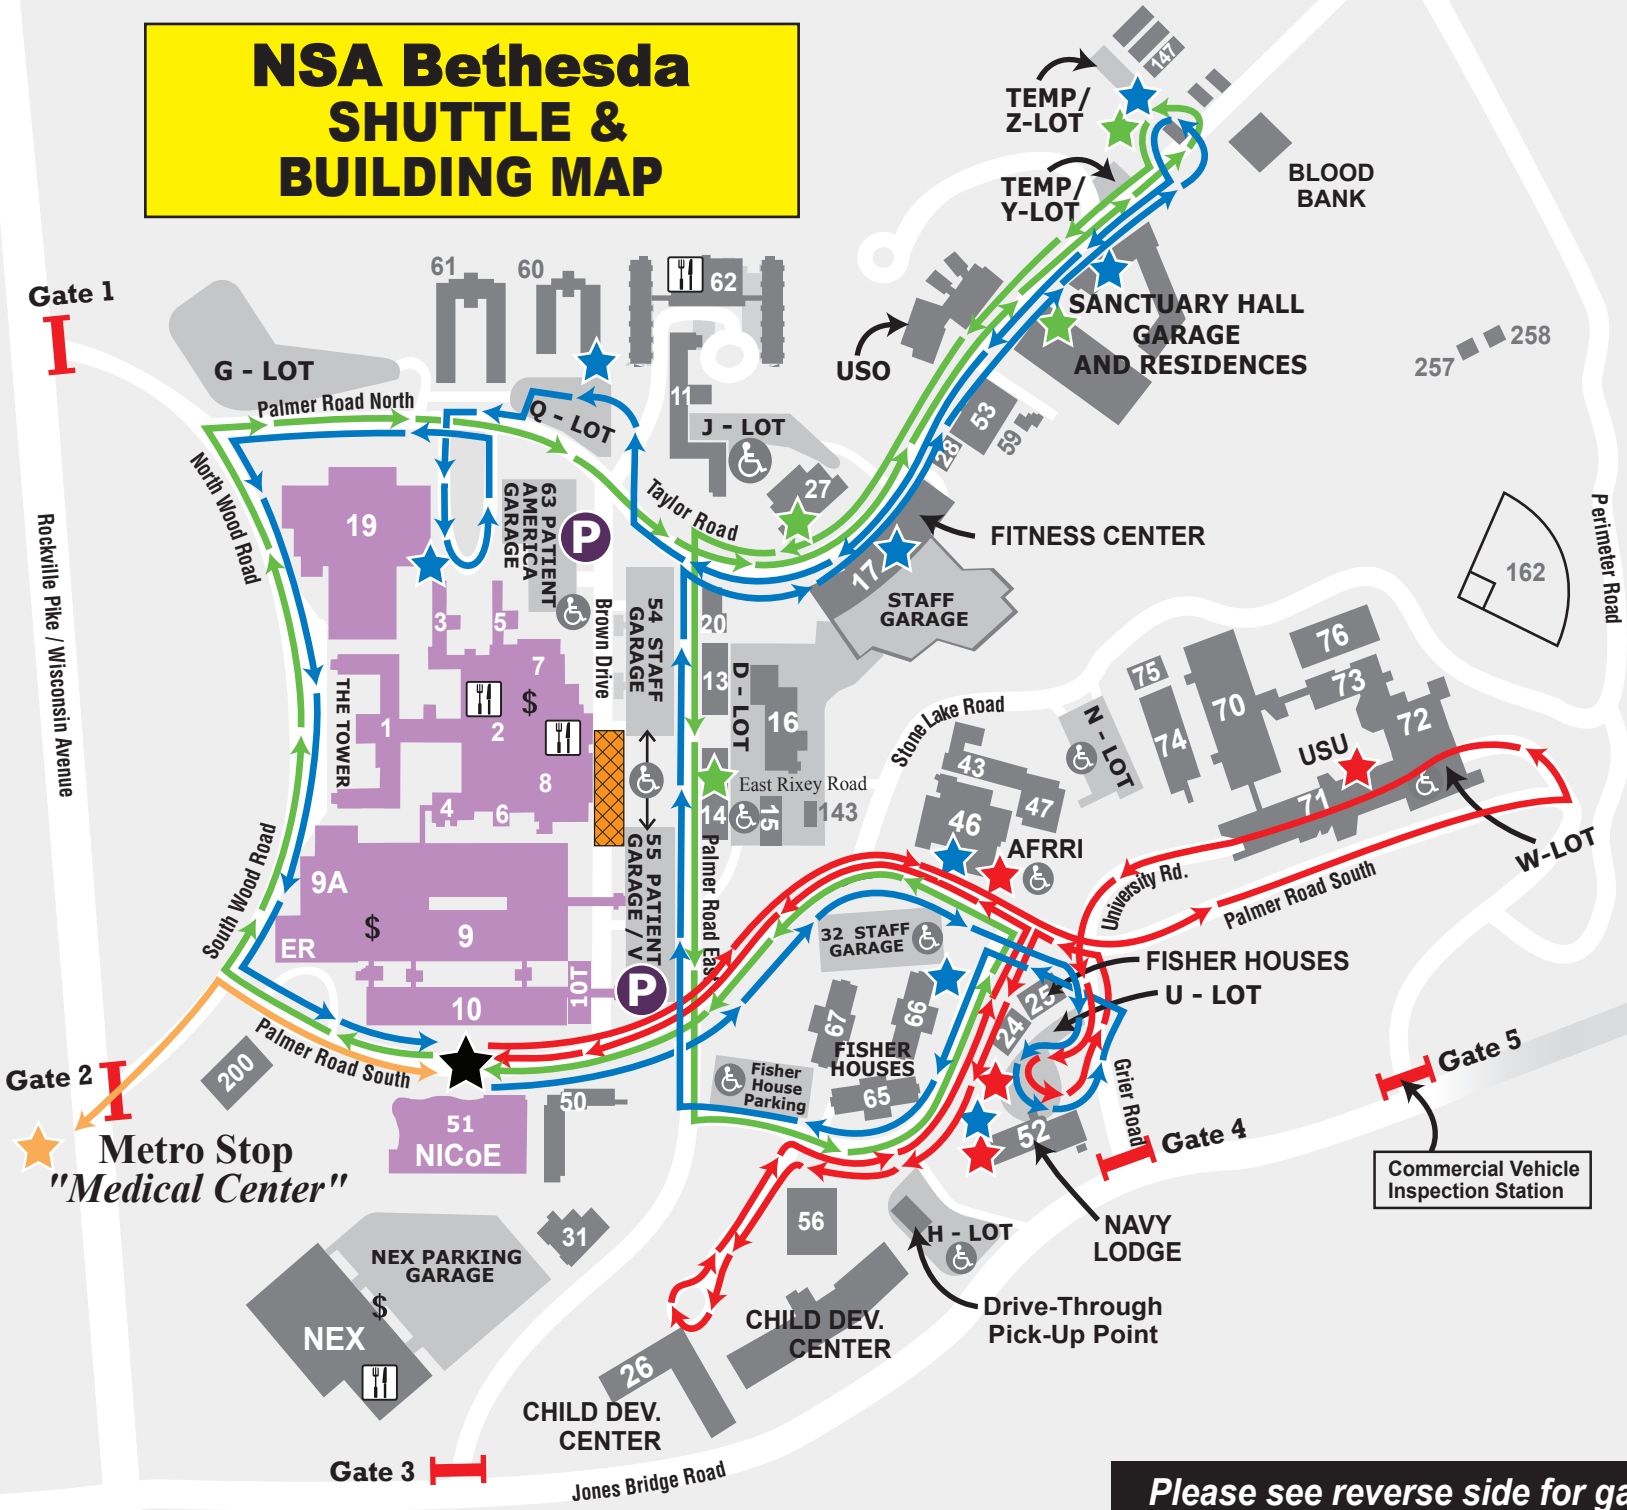 NSA Bethesda
SHUTTLE &
BUILDING MAP
147
TEMP/
Z-LOT
BLOOD
BANK
TEMP/
Y-LOT
Gate 1
61
60
62
SANCTUARY HALL
GARAGE
AND RESIDENCES
USO
258
257
G - LOT
Palmer Road North
Q - LOT
11
J - LOT
53
59
28
North Wood Road
Taylor Road
27
19
63 PATIENT
AMERICA
GARAGE
P
FITNESS CENTER
17
STAFF
GARAGE
Perimeter Road
162
Rockville Pike / Wisconsin Avenue
3
5
7
$
Brown Drive
54 STAFF
GARAGE
20
13
D - LOT
16
THE TOWER
1
2
8
4
6
East Rixey Road
14
15
143
Stone Lake Road
43
46
47
AFRRI
N - LOT
75
74
70
76
73
72
USU
71
W-LOT
University Rd.
Palmer Road South
South Wood Road
9A
ER
$
9
10
10T
55 PATIENT
GARAGE / V
P
Palmer Road East
32 STAFF
GARAGE
FISHER HOUSES
U - LOT
25
24
67
66
FISHER
HOUSES
65
Fisher
House
Parking
Grier Road
Gate 5
Gate 4
Commercial Vehicle
Inspection Station
52
NAVY
LODGE
Gate 2
200
Palmer Road South
50
51
NICoE
Metro Stop
"Medical Center"
31
NEX PARKING
GARAGE
$
NEX
56
H - LOT
Drive-Through
Pick-Up Point
CHILD DEV.
CENTER
26
CHILD DEV.
CENTER
Gate 3
Jones Bridge Road
Please see reverse side for ga